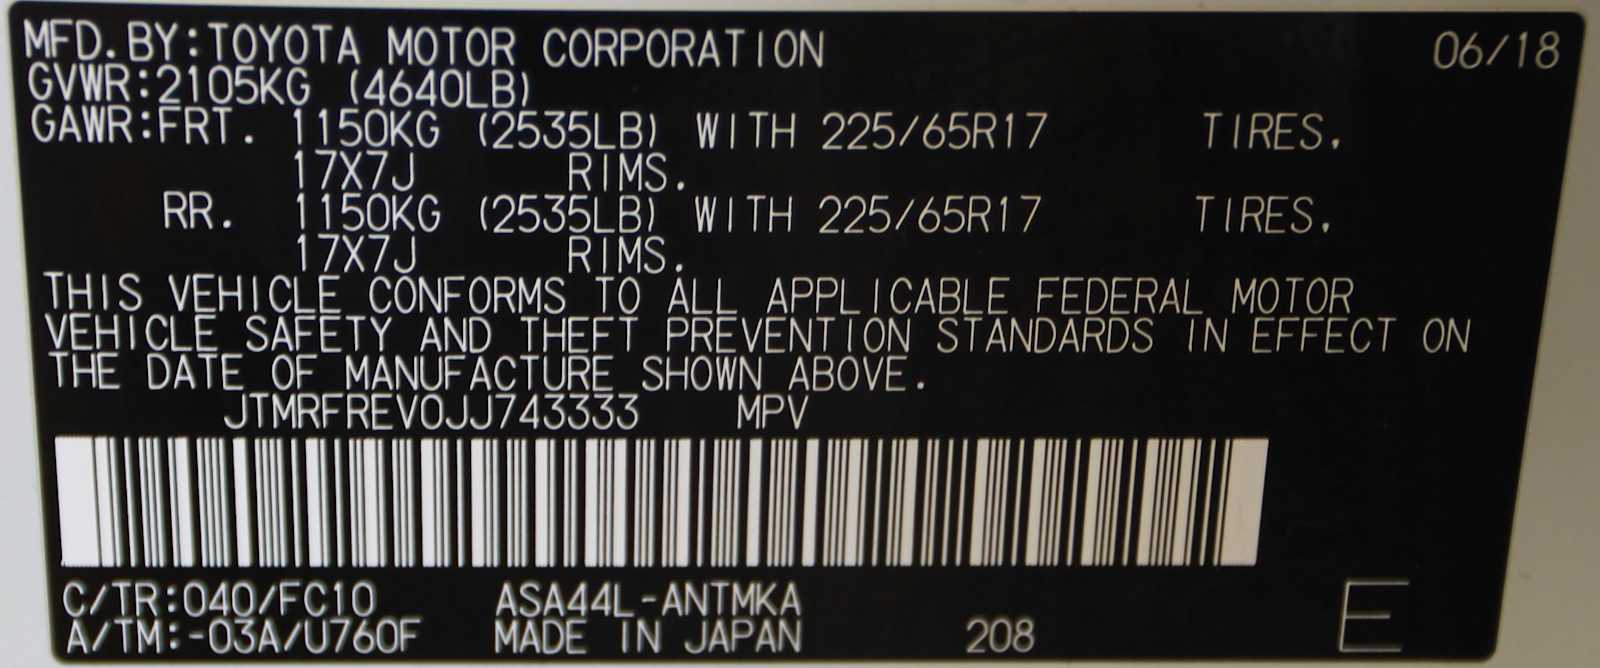 MFD.BY:TOYOTA MOTOR CORPORATION 06/18
GVWR:2105KG (4640LB)
GAWR:FRT. 1150KG (2535LB) WITH 225/65R17 TIRES.
17X7J RIMS.
RR. 1150KG (2535LB) WITH 225/65R17 TIRES.
17X7J RIMS.
THIS VEHICLE CONFORMS TO ALL APPLICABLE FEDERAL MOTOR
VEHICLE SAFETY AND THEFT PREVENTION STANDARDS IN EFFECT ON
THE DATE OF MANUFACTURE SHOWN ABOVE.
JTMRFREV0JJ743333 MPV
C/TR:040/FC10 ASA44L-ANTMKA
A/TM:-03A/U760F MADE IN JAPAN 208 E